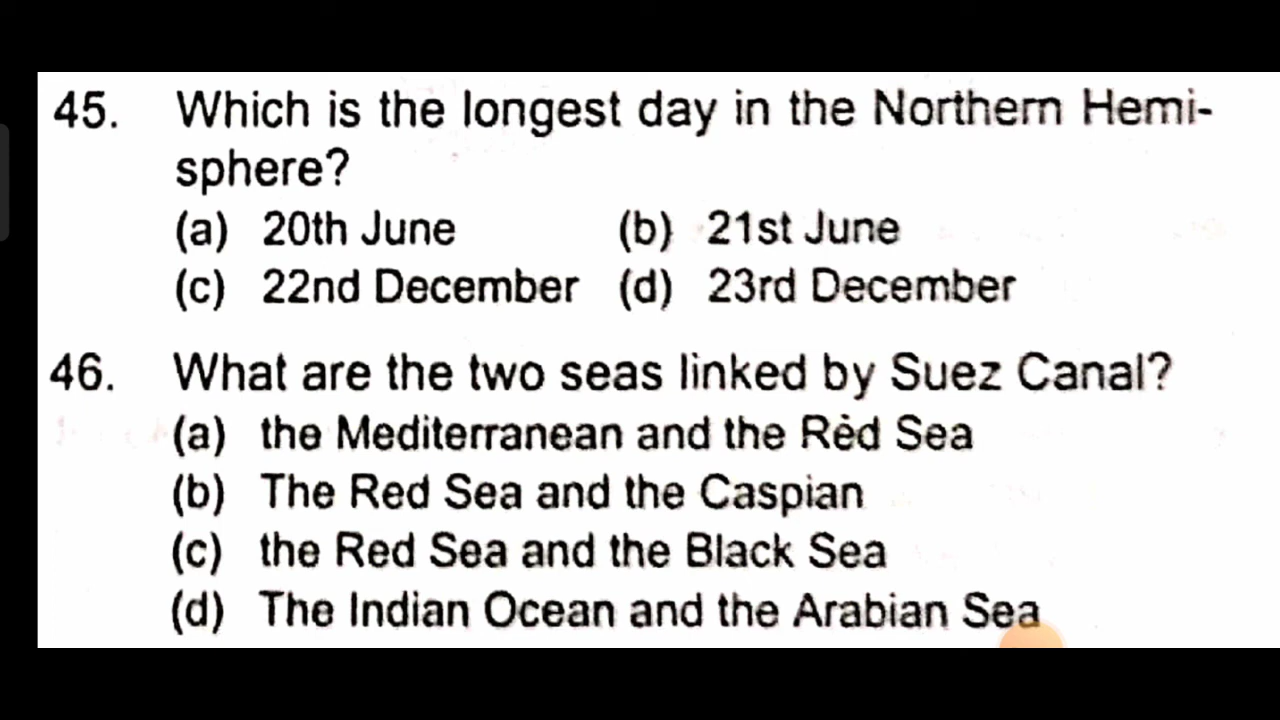 45. Which is the longest day in the Northern Hemi-
sphere?
(a) 20th June (b) 21st June
(c) 22nd December (d) 23rd December
46. What are the two seas linked by Suez Canal?
(a) the Mediterranean and the Red Sea
(b) The Red Sea and the Caspian
(c) the Red Sea and the Black Sea
(d) The Indian Ocean and the Arabian Sea